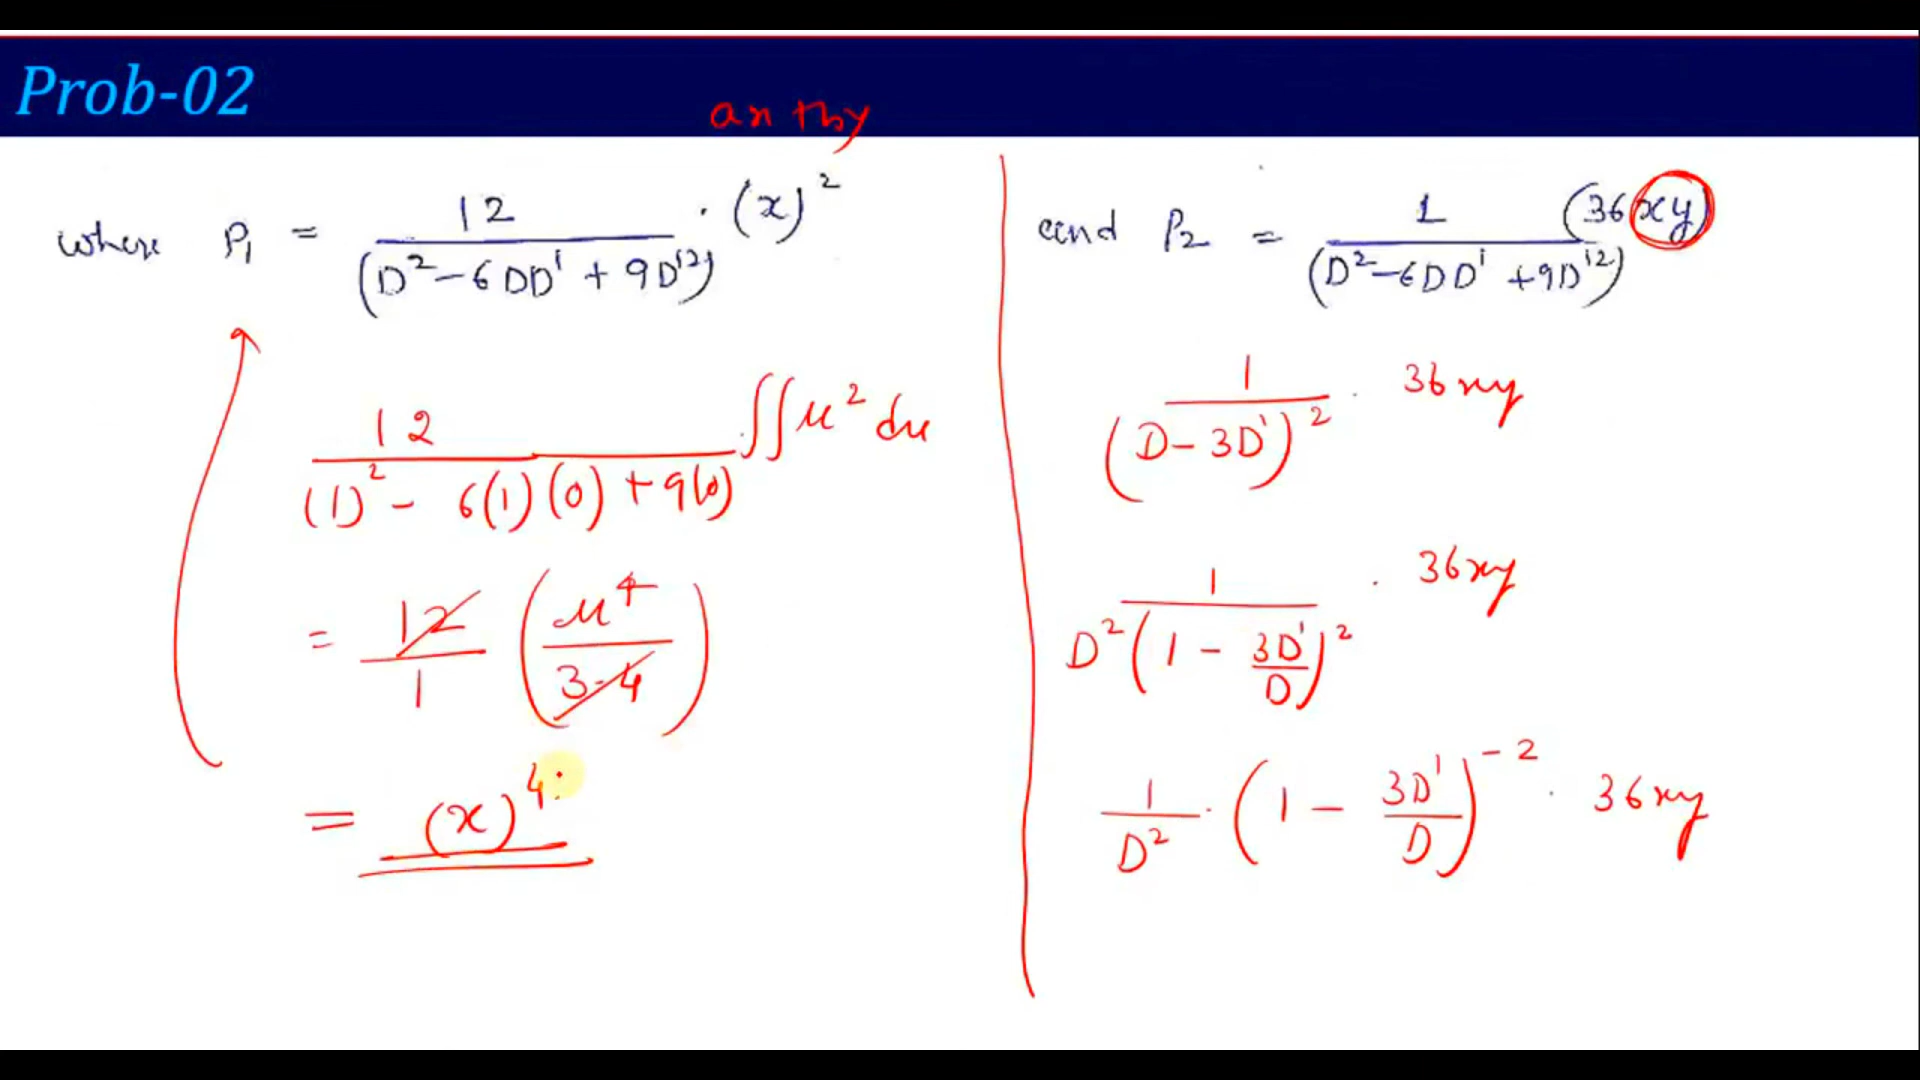 Prob-02
ax + by
where P₁ = 12 / (D² - 6DD' + 9D'²) · (x)²
12 / ((1)² - 6(1)(0) + 9(0)) · ∫∫ u² du
= 12/1 (u⁴ / 3·4)
= (x)⁴
and P₂ = 1 / (D² - 6DD' + 9D'²) (36xy)
1 / (D - 3D')² · 36xy
1 / D² (1 - 3D'/D)² · 36xy
1/D² · (1 - 3D'/D)⁻² · 36xy